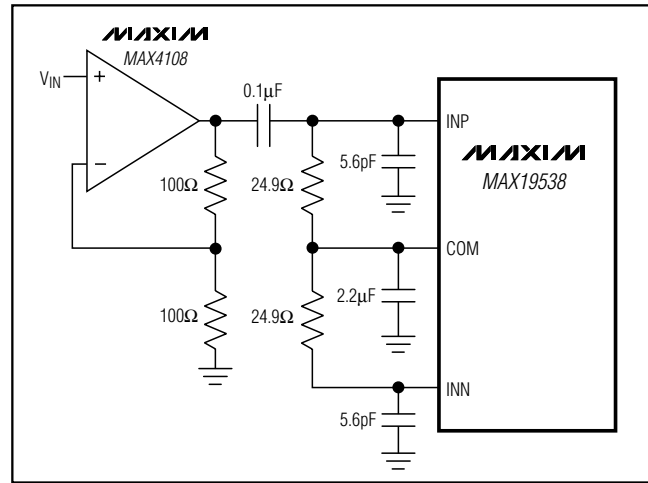 MAXIM
MAX4108
VIN
+
−
0.1μF
100Ω
24.9Ω
5.6pF
INP
MAXIM
MAX19538
COM
2.2μF
100Ω
24.9Ω
INN
5.6pF